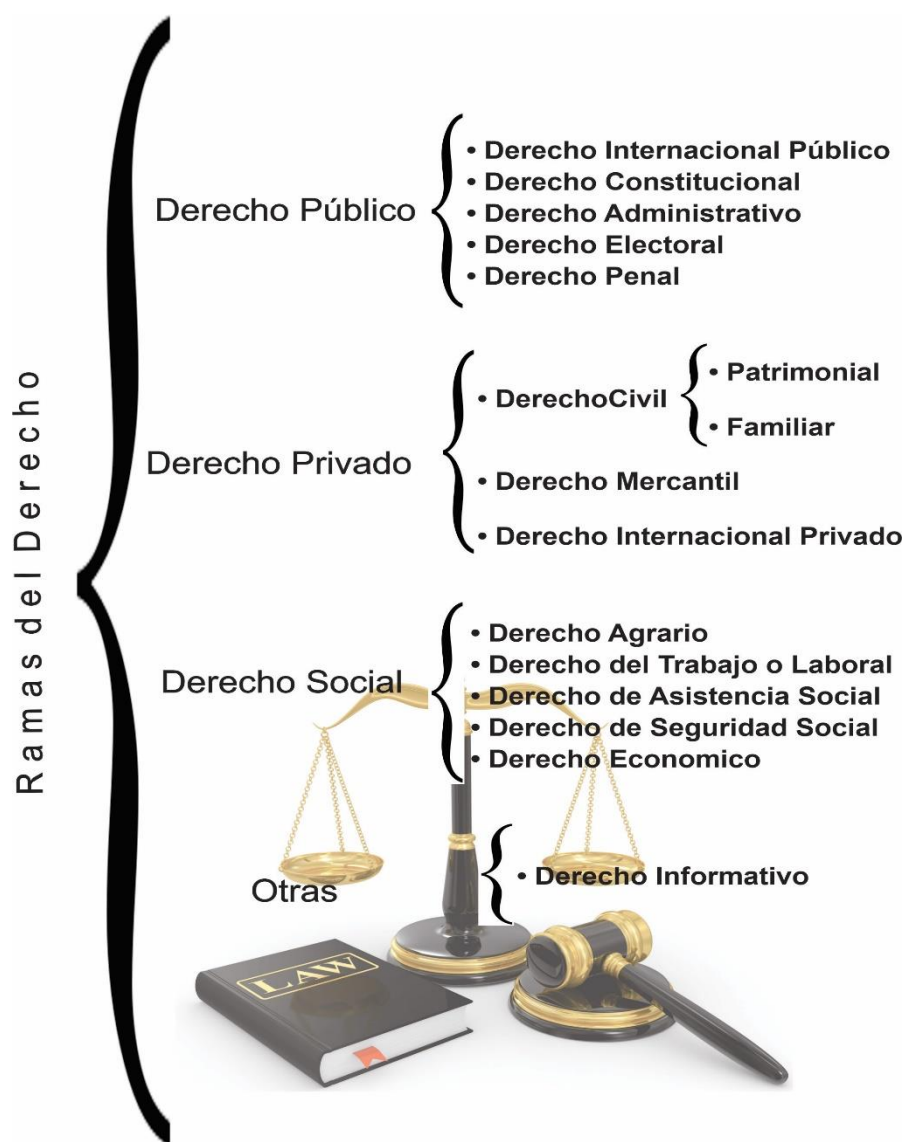 Ramas del Derecho
Derecho Público
• Derecho Internacional Público
• Derecho Constitucional
• Derecho Administrativo
• Derecho Electoral
• Derecho Penal
Derecho Privado
• DerechoCivil
• Patrimonial
• Familiar
• Derecho Mercantil
• Derecho Internacional Privado
Derecho Social
• Derecho Agrario
• Derecho del Trabajo o Laboral
• Derecho de Asistencia Social
• Derecho de Seguridad Social
• Derecho Economico
Otras
• Derecho Informativo
LAW